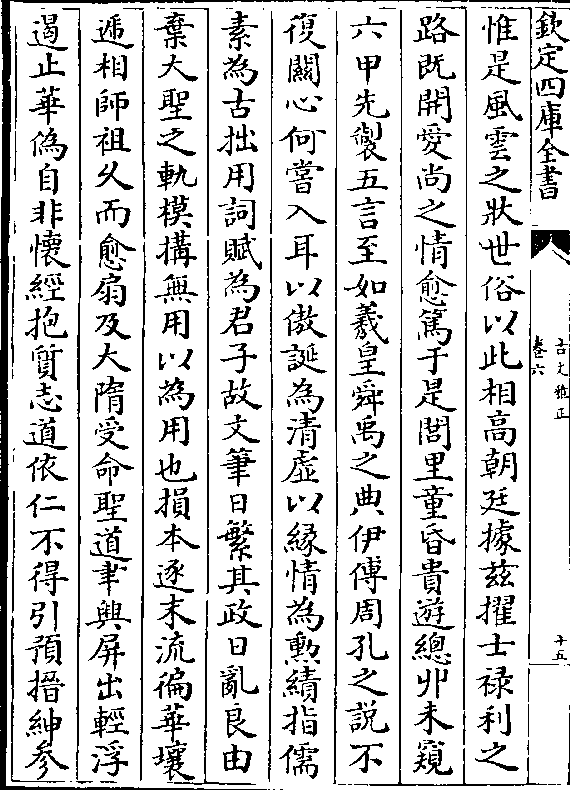 欽定四庫全書
古文雅正
卷六
十五
惟是風雲之狀世俗以此相高朝廷據兹擢士祿利之
路既開愛尚之情愈篤于是閭里童昏貴遊總丱未窺
六甲先製五言至如羲皇舜禹之典伊傅周孔之說不
復關心何嘗入耳以傲誕為清虛以緣情為勲績指儒
素為古拙用詞賦為君子故文筆日繁其政日亂良由
棄大聖之軌模搆無用以為用也損本逐末流徧華壤
遞相師祖乆而愈扇及大隋受命聖道聿興屏出輕浮
遏止華偽自非懷經抱質志道依仁不得引預搢紳參